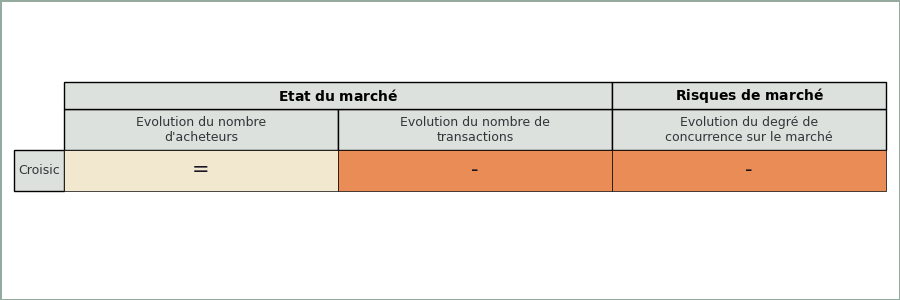 Etat du marché
Risques de marché
Evolution du nombre
d'acheteurs
Evolution du nombre de
transactions
Evolution du degré de
concurrence sur le marché
Croisic
=
-
-